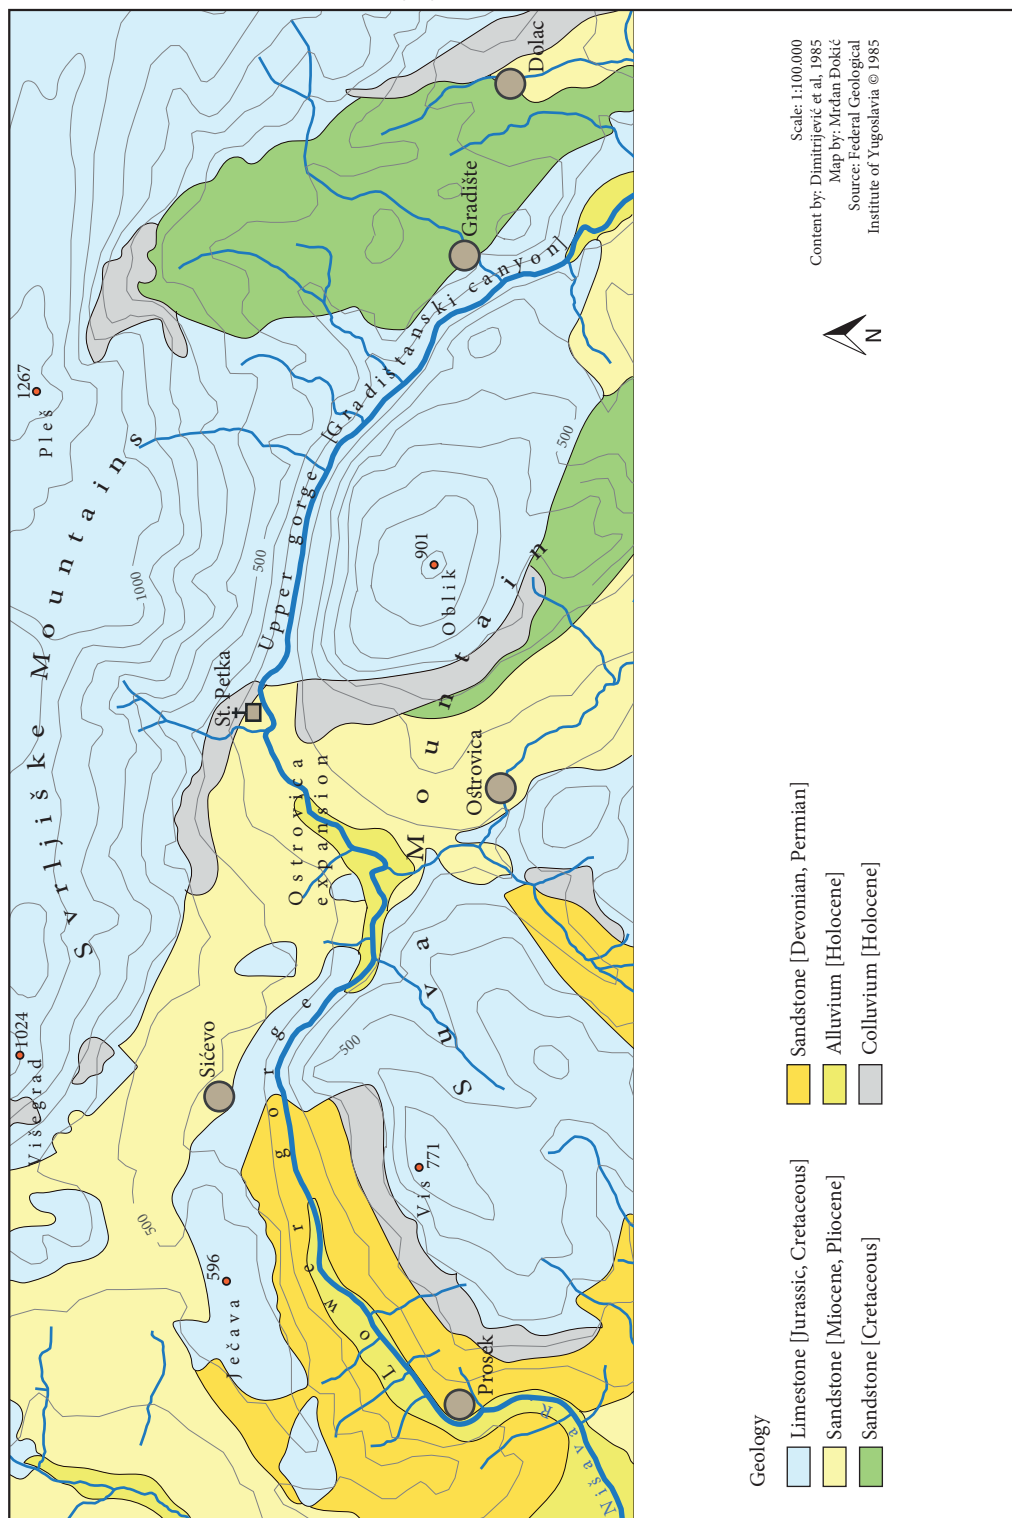 Svrljiške Mountains
Višegrad
1024
Pleš
1267
1000
500
Ječava
596
Sićevo
500
St. Petka
Upper gorge [Gradištanski canyon]
Gradište
Dolac
Ostrovica
expansion
Lower gorge
Prosek
Nišava R
Vis
771
500
Suva Mountain
Ostrovica
Oblik
901
500
Geology
Limestone [Jurassic, Cretaceous]
Sandstone [Miocene, Pliocene]
Sandstone [Cretaceous]
Sandstone [Devonian, Permian]
Alluvium [Holocene]
Colluvium [Holocene]
N
Scale: 1:100.000
Content by: Dimitrijević et al, 1985
Map by: Mrđan Đokić
Source: Federal Geological
Institute of Yugoslavia © 1985